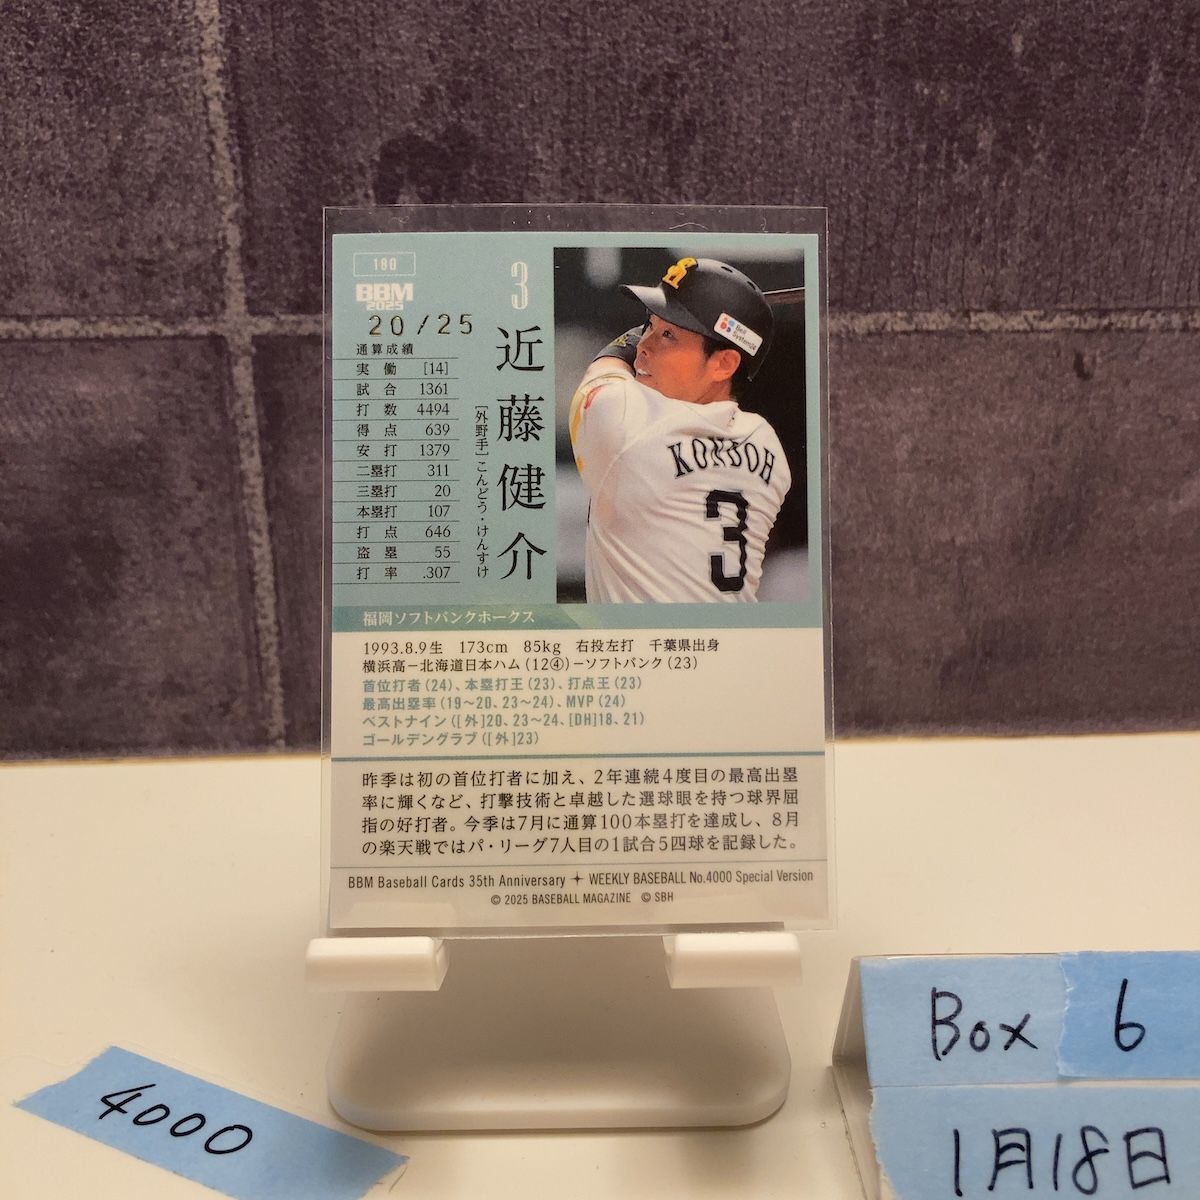 180
BBM
2025
20/25
通算成績
実働 [14]
試合 1361
打数 4494
得点 639
安打 1379
二塁打 311
三塁打 20
本塁打 107
打点 646
盗塁 55
打率 .307
3
近藤健介
[外野手] こんどう・けんすけ
SH
Bell
System24
KONDOH
3
福岡ソフトバンクホークス
1993.8.9生 173cm 85kg 右投左打 千葉県出身
横浜高－北海道日本ハム(12④)－ソフトバンク(23)
首位打者(24)、本塁打王(23)、打点王(23)
最高出塁率(19～20、23～24)、MVP(24)
ベストナイン([外]20、23～24、[DH]18、21)
ゴールデングラブ([外]23)
昨季は初の首位打者に加え、2年連続4度目の最高出塁
率に輝くなど、打撃技術と卓越した選球眼を持つ球界屈
指の好打者。今季は7月に通算100本塁打を達成し、8月
の楽天戦ではパ・リーグ7人目の1試合5四球を記録した。
BBM Baseball Cards 35th Anniversary ✦ WEEKLY BASEBALL No.4000 Special Version
© 2025 BASEBALL MAGAZINE © SBH
4000
Box 6
1月18日